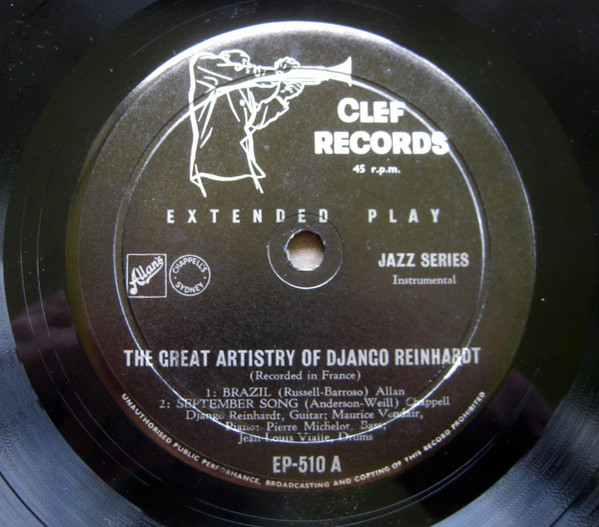 CLEF
RECORDS
45 r.p.m.
EXTENDED PLAY
Allan's
CHAPPELL'S
SYDNEY
JAZZ SERIES
Instrumental
THE GREAT ARTISTRY OF DJANGO REINHARDT
(Recorded in France)
1: BRAZIL (Russell-Barroso) Allan
2: SEPTEMBER SONG (Anderson-Weill) Chappell
Django Reinhardt, Guitar; Maurice Vendair,
Piano: Pierre Michelot, Bass;
Jean Louis Viale, Drums
EP-510 A
UNAUTHORISED PUBLIC PERFORMANCE, BROADCASTING AND COPYING OF THIS RECORD PROHIBITED